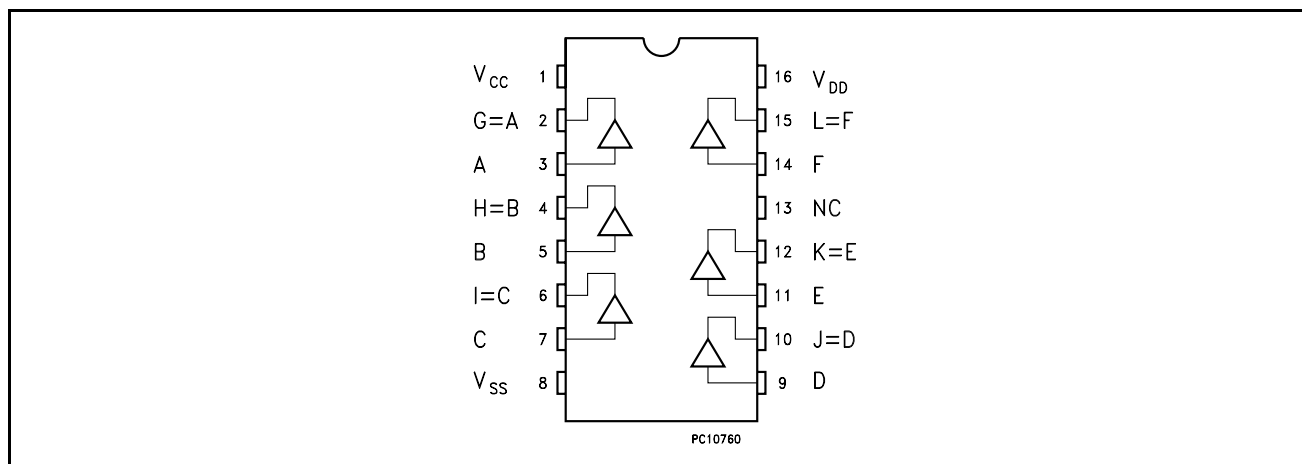 V_CC 1 16 V_DD
G=A 2 15 L=F
A 3 14 F
H=B 4 13 NC
B 5 12 K=E
I=C 6 11 E
C 7 10 J=D
V_SS 8 9 D
PC10760